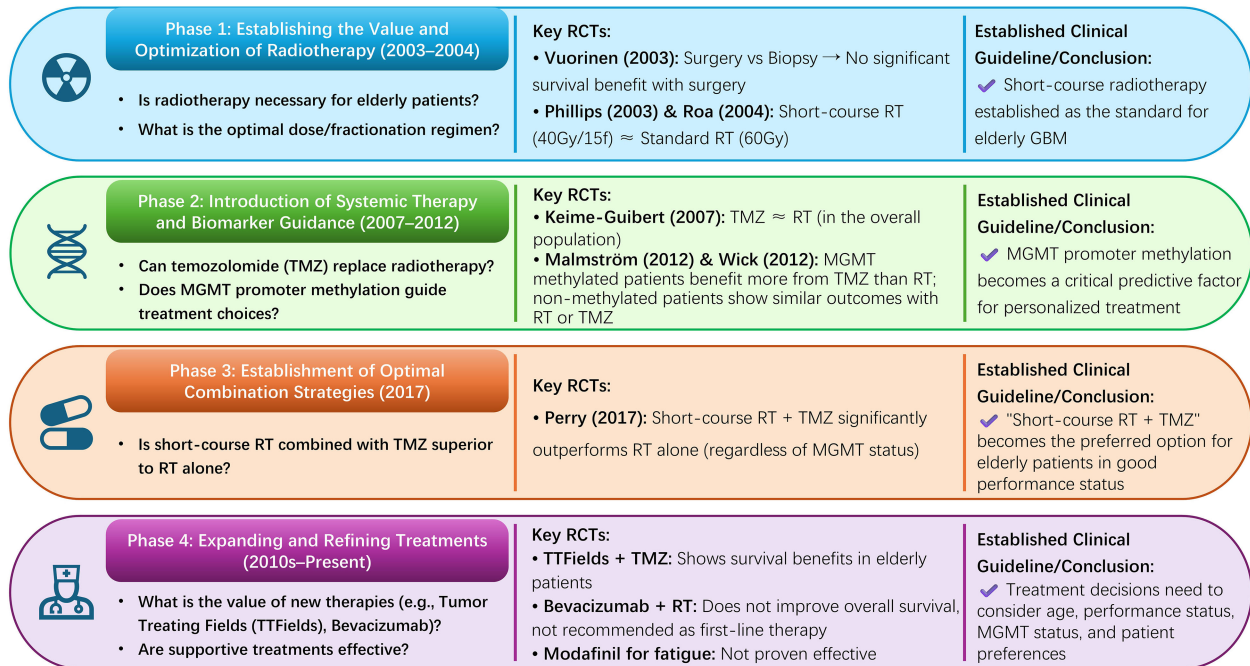 Phase 1: Establishing the Value and
Optimization of Radiotherapy (2003–2004)
• Is radiotherapy necessary for elderly patients?
• What is the optimal dose/fractionation regimen?
Key RCTs:
• Vuorinen (2003): Surgery vs Biopsy → No significant
survival benefit with surgery
• Phillips (2003) & Roa (2004): Short-course RT
(40Gy/15f) ≈ Standard RT (60Gy)
Established Clinical
Guideline/Conclusion:
✔ Short-course radiotherapy
established as the standard for
elderly GBM
Phase 2: Introduction of Systemic Therapy
and Biomarker Guidance (2007–2012)
• Can temozolomide (TMZ) replace radiotherapy?
• Does MGMT promoter methylation guide
treatment choices?
Key RCTs:
• Keime-Guibert (2007): TMZ ≈ RT (in the overall
population)
• Malmström (2012) & Wick (2012): MGMT
methylated patients benefit more from TMZ than RT;
non-methylated patients show similar outcomes with
RT or TMZ
Established Clinical
Guideline/Conclusion:
✔ MGMT promoter methylation
becomes a critical predictive factor
for personalized treatment
Phase 3: Establishment of Optimal
Combination Strategies (2017)
• Is short-course RT combined with TMZ superior
to RT alone?
Key RCTs:
• Perry (2017): Short-course RT + TMZ significantly
outperforms RT alone (regardless of MGMT status)
Established Clinical
Guideline/Conclusion:
✔ "Short-course RT + TMZ"
becomes the preferred option for
elderly patients in good
performance status
Phase 4: Expanding and Refining Treatments
(2010s–Present)
• What is the value of new therapies (e.g., Tumor
Treating Fields (TTFields), Bevacizumab)?
• Are supportive treatments effective?
Key RCTs:
• TTFields + TMZ: Shows survival benefits in elderly
patients
• Bevacizumab + RT: Does not improve overall survival,
not recommended as first-line therapy
• Modafinil for fatigue: Not proven effective
Established Clinical
Guideline/Conclusion:
✔ Treatment decisions need to
consider age, performance status,
MGMT status, and patient
preferences